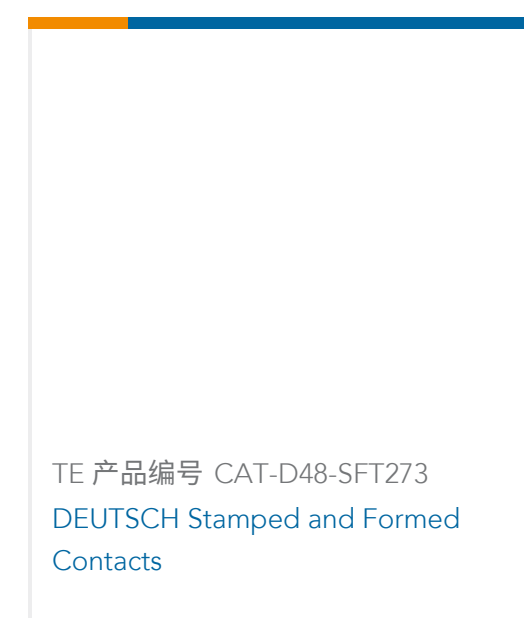 TE 产品编号 CAT-D48-SFT273
DEUTSCH Stamped and Formed
Contacts